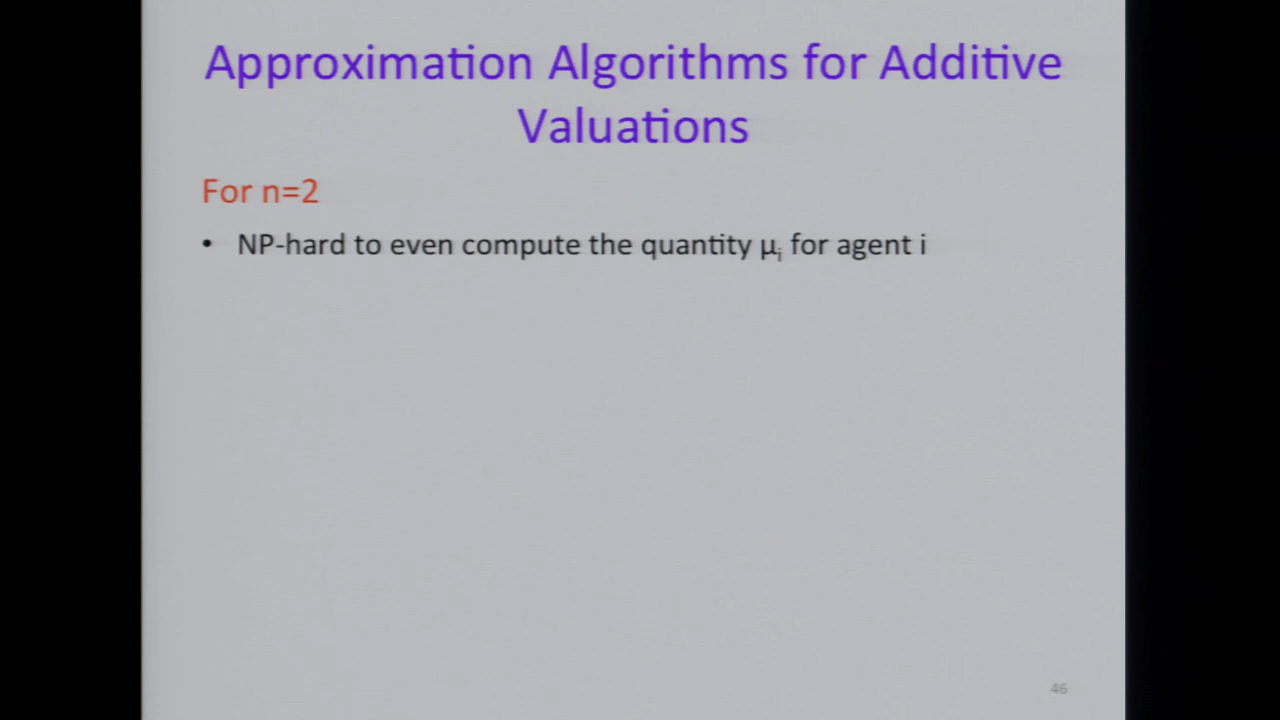 Approximation Algorithms for Additive
Valuations
For n=2
• NP-hard to even compute the quantity μᵢ for agent i
46